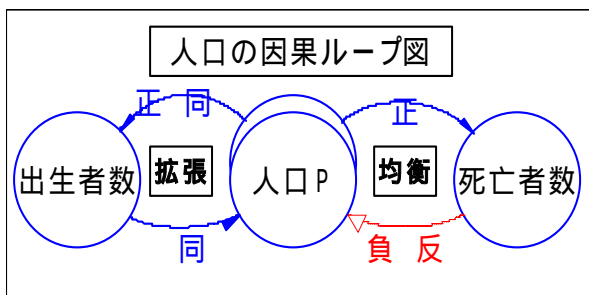 人口の因果ループ図
正 同
正
出生者数
拡張
人口P
均衡
死亡者数
同
負 反